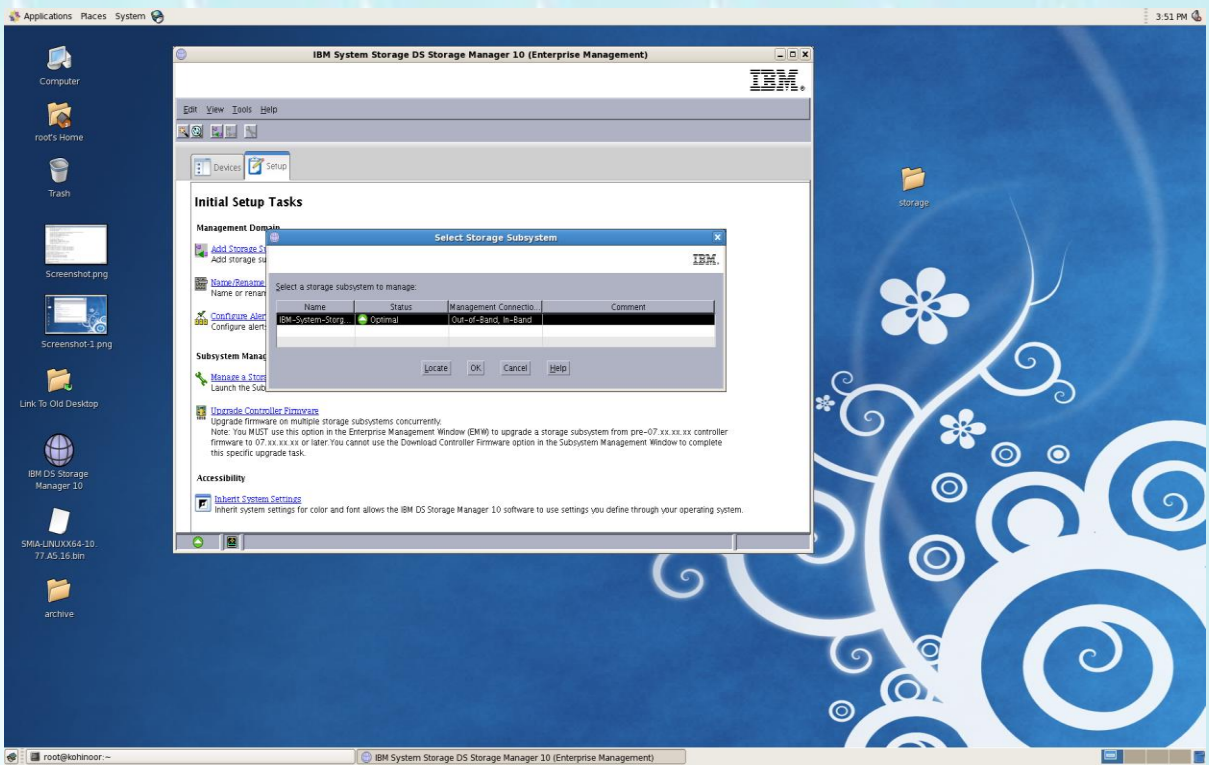 Applications Places System
3:51 PM
Computer
root's Home
Trash
Screenshot.png
Screenshot-1.png
Link To Old Desktop
IBM DS Storage
Manager 10
SMIA-LINUXX64-10.
77.A5.16.bin
archive
storage
IBM System Storage DS Storage Manager 10 (Enterprise Management)
IBM
Edit View Tools Help
Devices Setup
Initial Setup Tasks
Management Domain
Add Storage Su
Add storage su
Name/Rename
Name or renam
Configure Aler
Configure alerts
Subsystem Manag
Manage a Stor
Launch the Sub
Select Storage Subsystem
IBM.
Select a storage subsystem to manage:
Name Status Management Connectio... Comment
IBM-System-Storg... Optimal Out-of-Band, In-Band
Locate OK Cancel Help
Upgrade Controller Firmware
Upgrade firmware on multiple storage subsystems concurrently.
Note: You MUST use this option in the Enterprise Management Window (EMW) to upgrade a storage subsystem from pre-07.xx.xx.xx controller
firmware to 07.xx.xx.xx or later.You cannot use the Download Controller Firmware option in the Subsystem Management Window to complete
this specific upgrade task.
Accessibility
Inherit System Settings
Inherit system settings for color and font allows the IBM DS Storage Manager 10 software to use settings you define through your operating system.
root@kohinoor:~
IBM System Storage DS Storage Manager 10 (Enterprise Management)